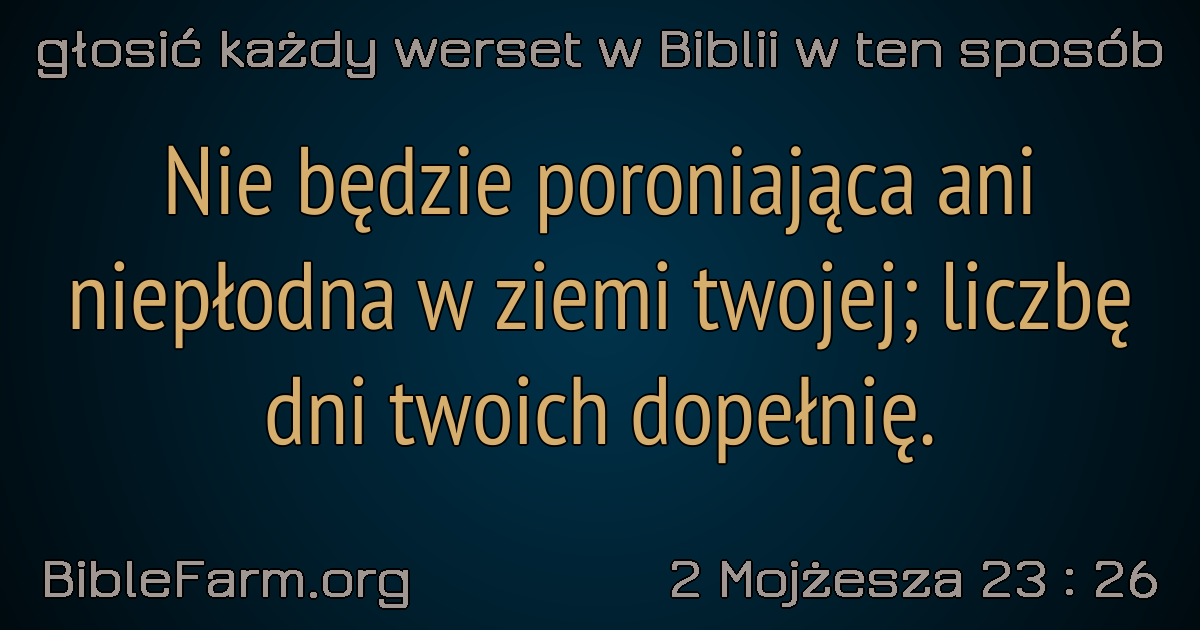 głosić każdy werset w Biblii w ten sposób
Nie będzie poroniająca ani
niepłodna w ziemi twojej; liczbę
dni twoich dopełnię.
BibleFarm.org
2 Mojżesza 23 : 26